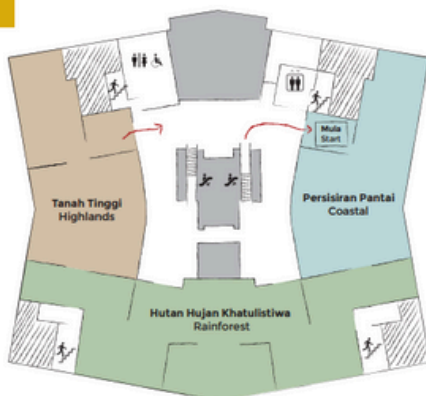 Mula
Start
Tanah Tinggi
Highlands
Persisiran Pantai
Coastal
Hutan Hujan Khatulistiwa
Rainforest